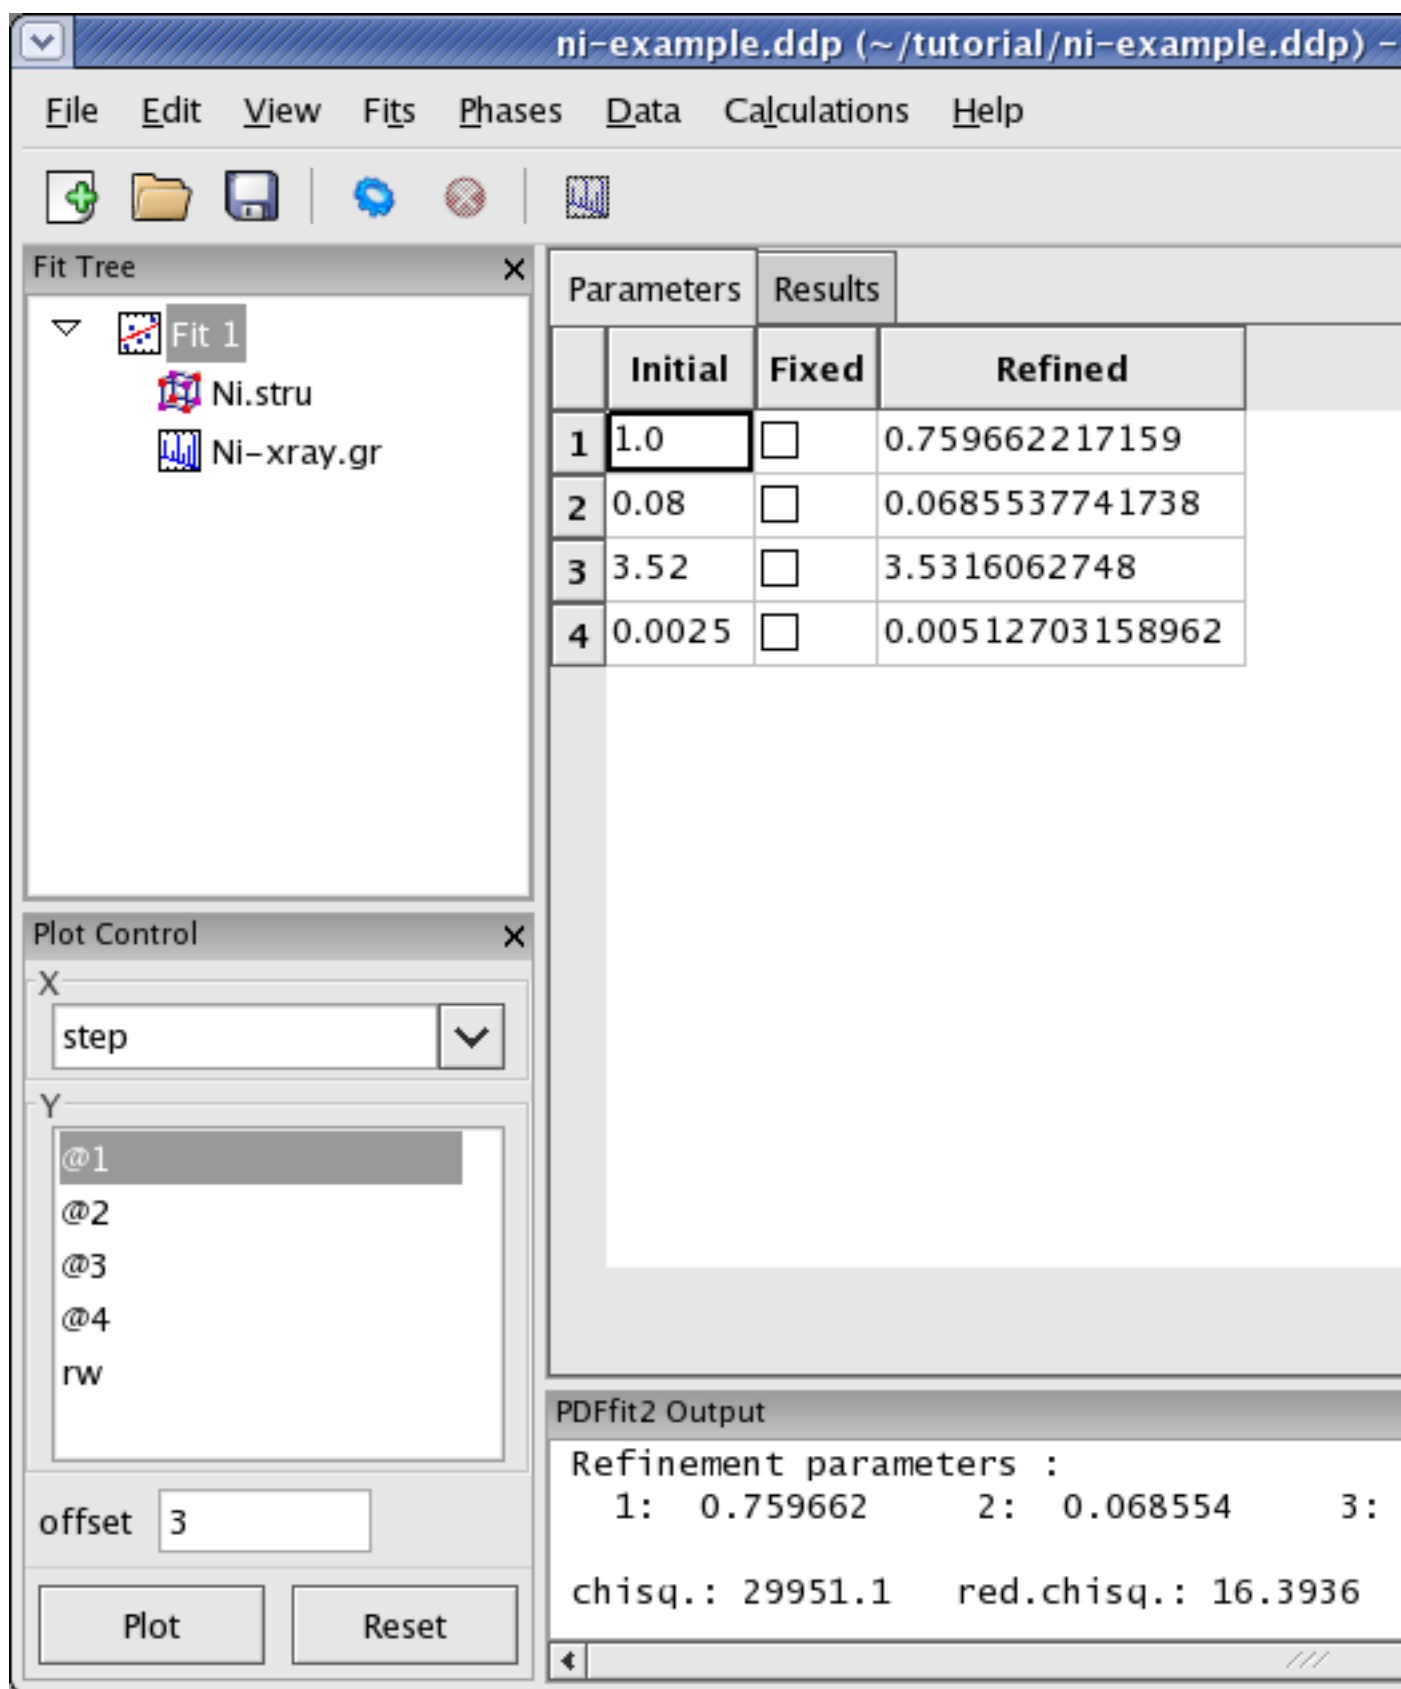 ni-example.ddp (~/tutorial/ni-example.ddp) -
File Edit View Fits Phases Data Calculations Help
Fit Tree
Fit 1
Ni.stru
Ni-xray.gr
Parameters Results
Initial Fixed Refined
1 1.0 0.759662217159
2 0.08 0.0685537741738
3 3.52 3.5316062748
4 0.0025 0.00512703158962
Plot Control
X
step
Y
@1
@2
@3
@4
rw
offset 3
Plot Reset
PDFfit2 Output
Refinement parameters :
1: 0.759662 2: 0.068554 3:
chisq.: 29951.1 red.chisq.: 16.3936